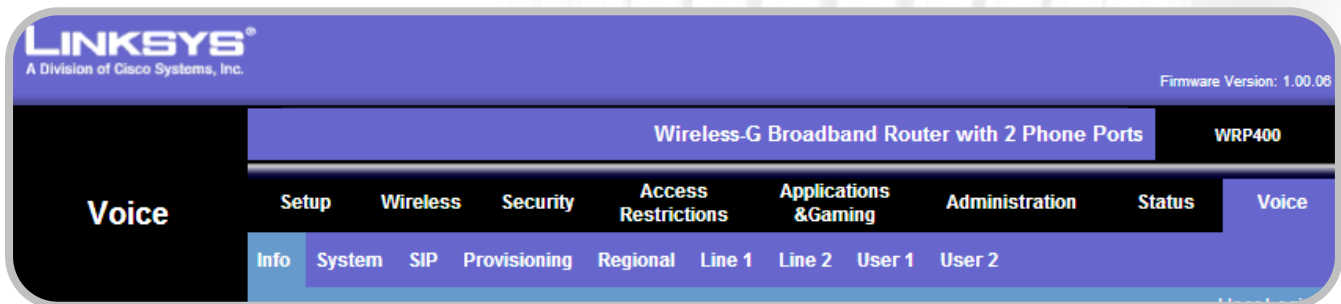 LINKSYS®
A Division of Cisco Systems, Inc.
Firmware Version: 1.00.06
Wireless-G Broadband Router with 2 Phone Ports WRP400
Voice
Setup Wireless Security Access Restrictions Applications &Gaming Administration Status Voice
Info System SIP Provisioning Regional Line 1 Line 2 User 1 User 2